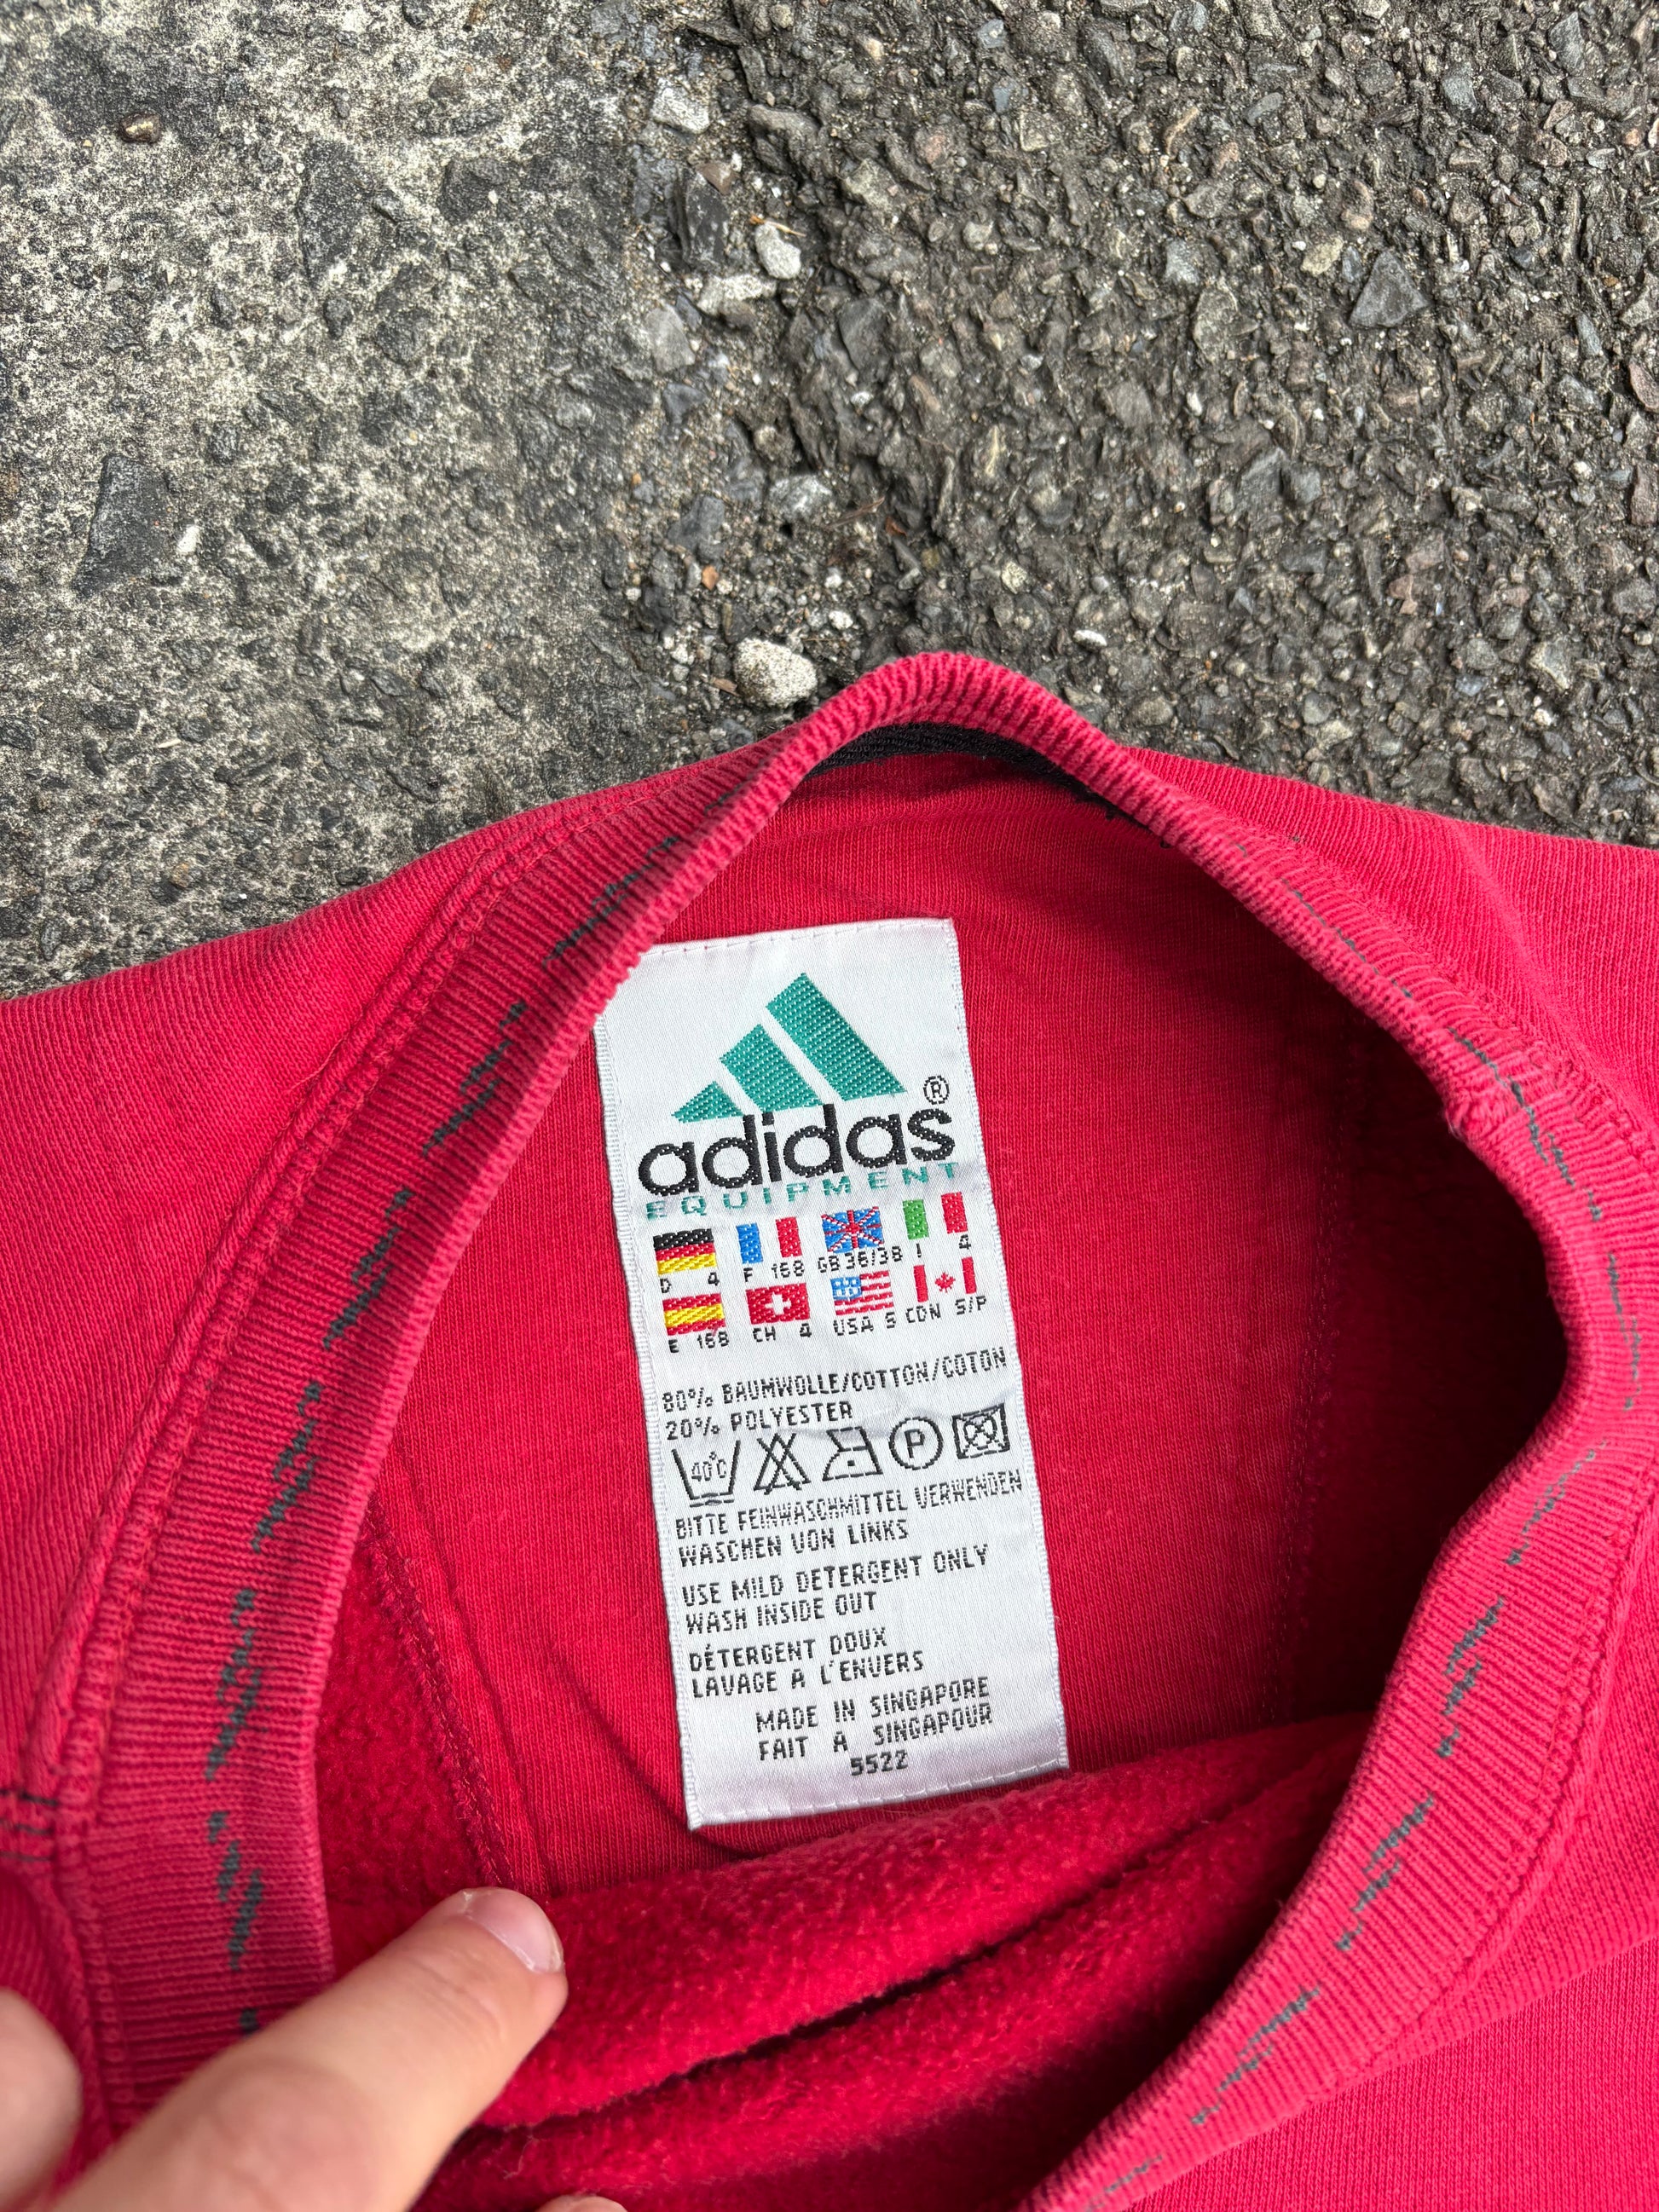 ®
adidas
EQUIPMENT
D 4 F 168 GB 36/38 I 4
E 168 CH 4 USA S CDN S/P
80% BAUMWOLLE/COTTON/COTON
20% POLYESTER
40°C P
BITTE FEINWASCHMITTEL VERWENDEN
WASCHEN VON LINKS
USE MILD DETERGENT ONLY
WASH INSIDE OUT
DÉTERGENT DOUX
LAVAGE A L'ENVERS
MADE IN SINGAPORE
FAIT À SINGAPOUR
5522